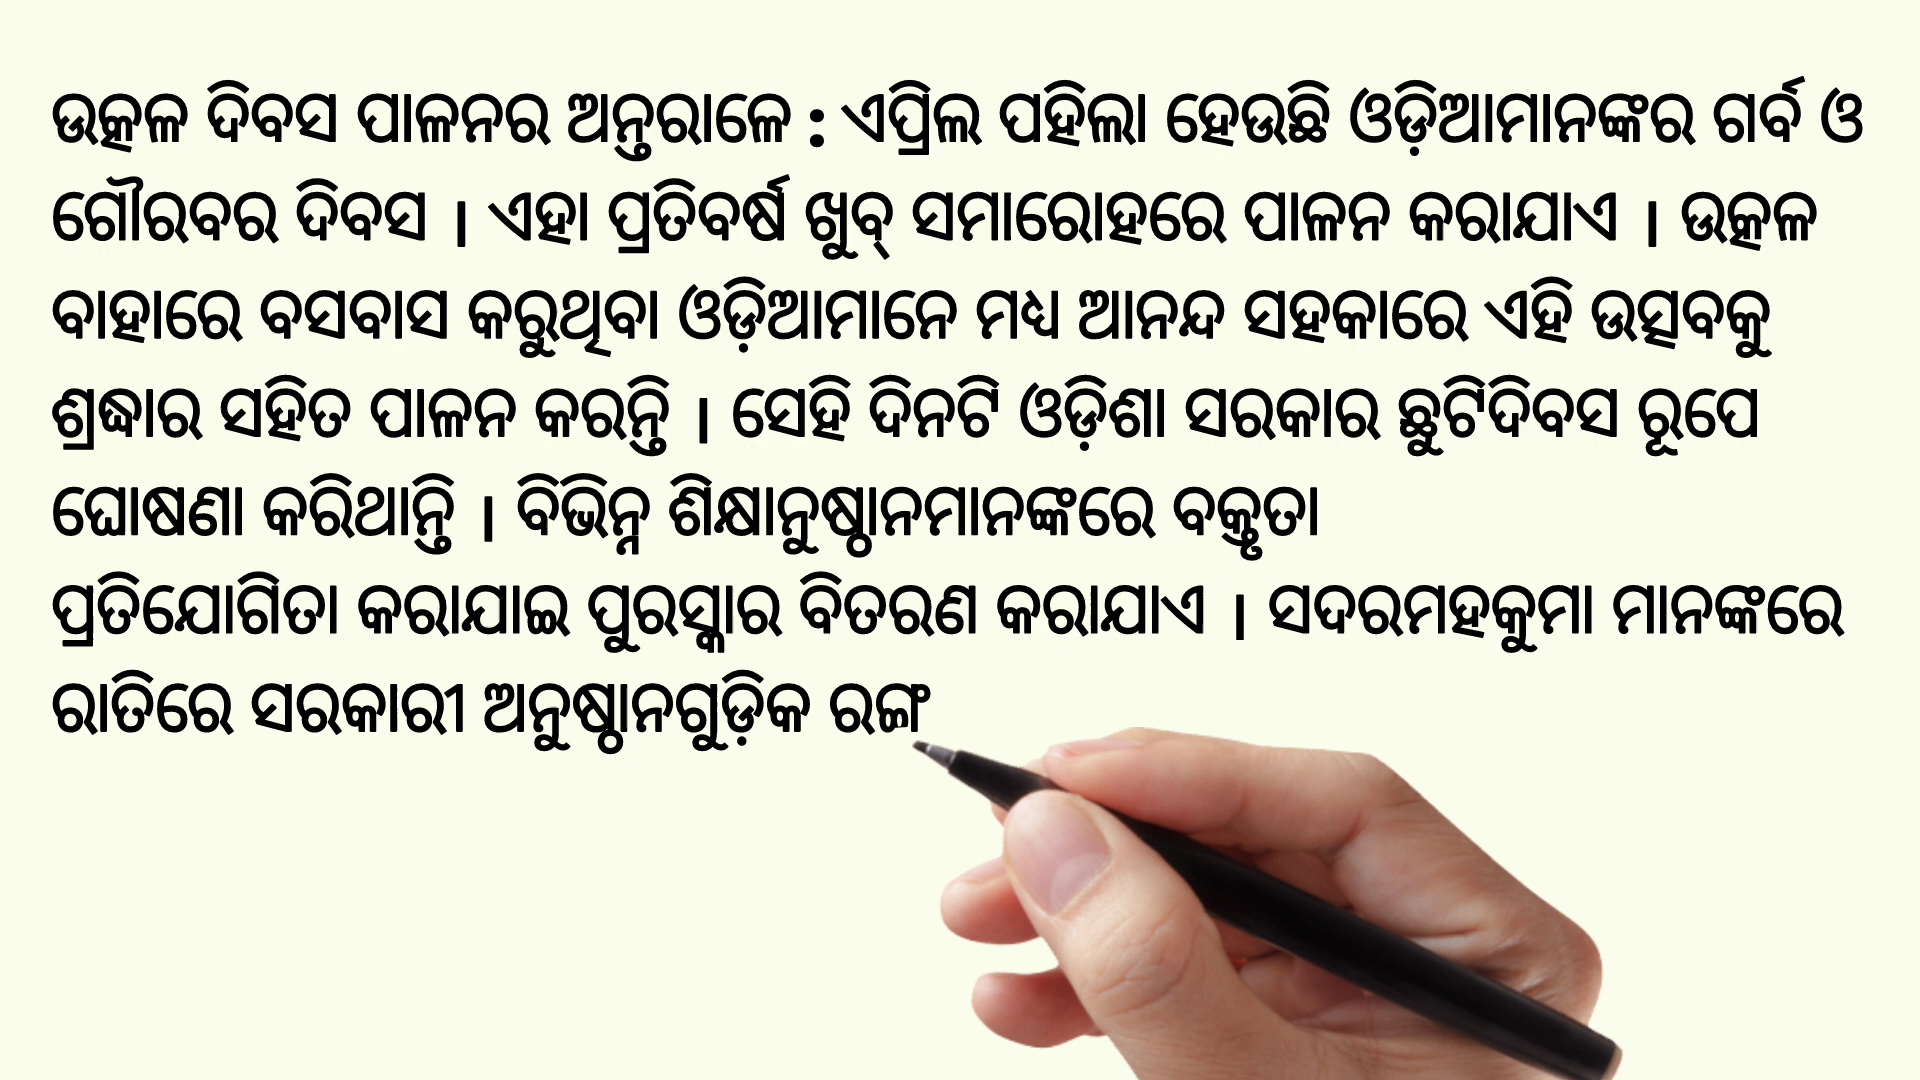 ଉତ୍କଳ ଦିବସ ପାଳନର ଅନ୍ତରାଳେ : ଏପ୍ରିଲ ପହିଲା ହେଉଛି ଓଡ଼ିଆମାନଙ୍କର ଗର୍ବ ଓ
ଗୌରବର ଦିବସ । ଏହା ପ୍ରତିବର୍ଷ ଖୁବ୍ ସମାରୋହରେ ପାଳନ କରାଯାଏ । ଉତ୍କଳ
ବାହାରେ ବସବାସ କରୁଥିବା ଓଡ଼ିଆମାନେ ମଧ୍ୟ ଆନନ୍ଦ ସହକାରେ ଏହି ଉତ୍ସବକୁ
ଶ୍ରଦ୍ଧାର ସହିତ ପାଳନ କରନ୍ତି । ସେହି ଦିନଟି ଓଡ଼ିଶା ସରକାର ଛୁଟିଦିବସ ରୂପେ
ଘୋଷଣା କରିଥାନ୍ତି । ବିଭିନ୍ନ ଶିକ୍ଷାନୁଷ୍ଠାନମାନଙ୍କରେ ବକ୍ତୃତା
ପ୍ରତିଯୋଗିତା କରାଯାଇ ପୁରସ୍କାର ବିତରଣ କରାଯାଏ । ସଦରମହକୁମା ମାନଙ୍କରେ
ରାତିରେ ସରକାରୀ ଅନୁଷ୍ଠାନଗୁଡ଼ିକ ରଙ୍ଗ